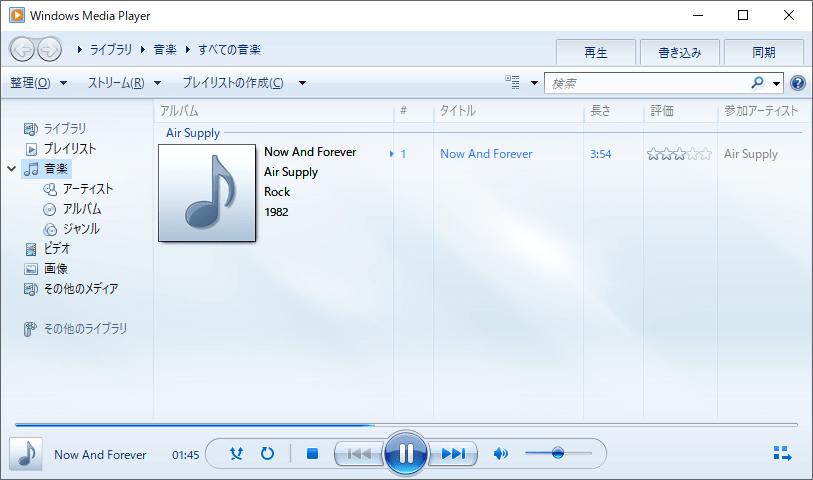 Windows Media Player
ライブラリ 音楽 すべての音楽
再生 書き込み 同期
整理(O) ストリーム(R) プレイリストの作成(C) 検索
アルバム # タイトル 長さ 評価 参加アーティスト
Air Supply
Now And Forever 1 Now And Forever 3:54 Air Supply
Air Supply
Rock
1982
ライブラリ
プレイリスト
音楽
アーティスト
アルバム
ジャンル
ビデオ
画像
その他のメディア
その他のライブラリ
Now And Forever 01:45